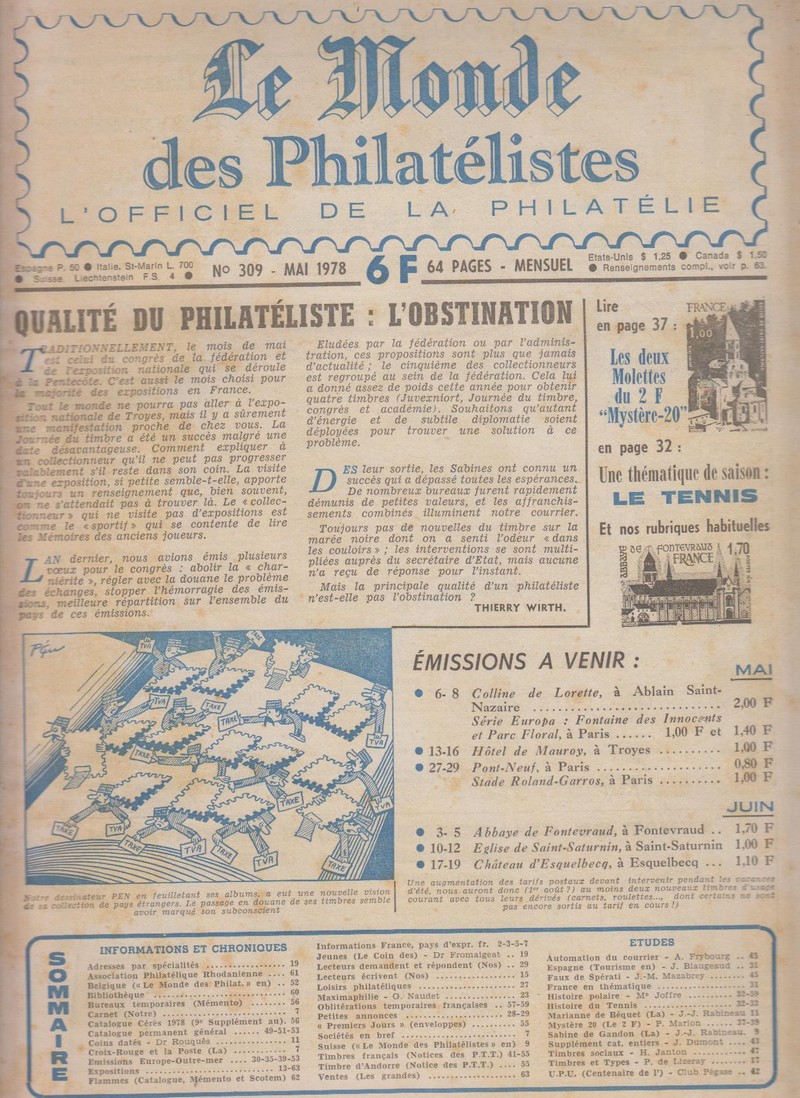 Le Monde
des Philatélistes
L'OFFICIEL DE LA PHILATÉLIE
Espagne P. 50 ● Italie, St-Marin L. 700
● Suisse Liechtenstein F.S. 4 ●
No 309 - MAI 1978
6 F
64 PAGES - MENSUEL
Etats-Unis $ 1,25 ● Canada $ 1,50
● Renseignements compl., voir p. 63.
QUALITÉ DU PHILATÉLISTE : L'OBSTINATION
TRADITIONNELLEMENT, le mois de mai
est celui du congrès de la fédération et
de l'exposition nationale qui se déroule
à la Pentecôte. C'est aussi le mois choisi pour
la majorité des expositions en France.
Tout le monde ne pourra pas aller à l'expo-
sition nationale de Troyes, mais il y a sûrement
une manifestation proche de chez vous. La
Journée du timbre a été un succès malgré une
date désavantageuse. Comment expliquer à
un collectionneur qu'il ne peut pas progresser
valablement s'il reste dans son coin. La visite
d'une exposition, si petite semble-t-elle, apporte
toujours un renseignement que, bien souvent,
on ne s'attendait pas à trouver là. Le « collec-
tionneur » qui ne visite pas d'expositions est
comme le « sportif » qui se contente de lire
les Mémoires des anciens joueurs.
LAN dernier, nous avions émis plusieurs
vœux pour le congrès : abolir la « char-
niérite », régler avec la douane le problème
des échanges, stopper l'hémorragie des émis-
sions, meilleure répartition sur l'ensemble du
pays de ces émissions.
Eludées par la fédération ou par l'adminis-
tration, ces propositions sont plus que jamais
d'actualité ; le cinquième des collectionneurs
est regroupé au sein de la fédération. Cela lui
a donné assez de poids cette année pour obtenir
quatre timbres (Juvexniort, Journée du timbre,
congrès et académie). Souhaitons qu'autant
d'énergie et de subtile diplomatie soient
déployées pour trouver une solution à ce
problème.
DES leur sortie, les Sabines ont connu un
succès qui a dépassé toutes les espérances.
De nombreux bureaux furent rapidement
démunis de petites valeurs, et les affranchis-
sements combinés illuminent notre courrier.
Toujours pas de nouvelles du timbre sur la
marée noire dont on a senti l'odeur « dans
les couloirs » ; les interventions se sont multi-
pliées auprès du secrétaire d'Etat, mais aucune
n'a reçu de réponse pour l'instant.
Mais la principale qualité d'un philatéliste
n'est-elle pas l'obstination ?
THIERRY WIRTH.
Lire
en page 37 :
Les deux
Molettes
du 2 F
"Mystère-20"
FRANCE
1,00
en page 32 :
Une thématique de saison :
LE TENNIS
Et nos rubriques habituelles
ABBAYE DE FONTEVRAUD 1,70
FRANCE
Pen
TVA
TAXE
TVA
TAXE
TAXE
TAXE
TVA
TAXE
TVA
TAXE
TVA
TAXE
TVA
Notre dessinateur PEN en feuilletant ses albums, a eut une nouvelle vision
de sa collection de pays étrangers. Le passage en douane de ses timbres semble
avoir marqué son subconscient
ÉMISSIONS A VENIR :
MAI
● 6- 8 Colline de Lorette, à Ablain Saint-
Nazaire ............ 2,00 F
Série Europa : Fontaine des Innocents
et Parc Floral, à Paris ...... 1,00 F et 1,40 F
● 13-16 Hôtel de Mauroy, à Troyes .......... 1,00 F
● 27-29 Pont-Neuf, à Paris .................... 0,80 F
Stade Roland-Garros, à Paris .......... 1,00 F
JUIN
● 3- 5 Abbaye de Fontevraud, à Fontevraud .. 1,70 F
● 10-12 Eglise de Saint-Saturnin, à Saint-Saturnin 1,00 F
● 17-19 Château d'Esquelbecq, à Esquelbecq ... 1,10 F
Une augmentation des tarifs postaux devant intervenir pendant les vacances
d'été, nous auront donc (1er août ?) au moins deux nouveaux timbres d'usage
courant avec tous leurs dérivés (carnets, roulettes..., dont certains ne sont
pas encore sortis au tarif en cours !)
SOMMAIRE
INFORMATIONS ET CHRONIQUES
Adresses par spécialités ................ 19
Association Philatélique Rhodanienne .... 61
Belgique (« Le Monde des Philat. » en) .. 52
Bibliothèque ............ 60
Bureaux temporaires (Mémento) .......... 56
Carnet (Notre) ............ 7
Catalogue Cérès 1978 (9e Supplément au). 56
Catalogue permanent général .... 49-51-53
Coins datés - Dr Rouquès ............ 11
Croix-Rouge et la Poste (La) ............ 7
Emissions Europe-Outre-mer .... 30-35-39-53
Expositions ............ 13-63
Flammes (Catalogue, Mémento et Scotem) 62
Informations France, pays d'expr. fr. 2-3-5-7
Jeunes (Le Coin des) - Dr Fromaigeat .. 19
Lecteurs demandent et répondent (Nos) .. 29
Lecteurs écrivent (Nos) ............ 15
Loisirs philatéliques ............ 27
Maximaphilie - O. Naudet ............ 23
Oblitérations temporaires françaises .. 57-59
Petites annonces ............ 28-29
« Premiers Jours » (enveloppes) ........ 55
Sociétés en bref ............ 7
Suisse (« Le Monde des Philatélistes » en) 9
Timbres français (Notices des P.T.T.) 41-55
Timbre d'Andorre (Notice des P.T.T.) .... 55
Ventes (Les grandes) ............ 63
ETUDES
Automation du courrier - A. Frybourg .. 45
Espagne (Tourisme en) - J. Blaugeaud .. 31
Faux de Spérati - J.-M. Mazabrey ...... 45
France en thématique ............ 31
Histoire polaire - Me Joffre ........ 32-59
Histoire du Tennis ............ 32-33
Marianne de Béquet (La) - J.-J. Rabineau 11
Mystère 20 (Le 2 F) - P. Marion ...... 37-39
Sabine de Gandon (La) - J.-J. Rabineau. 9
Supplément cat. entiers - J. Dumont .... 43
Timbres sociaux - H. Janton ............ 47
Timbres et Types - P. de Lizeray ........ 17
U.P.U. (Centenaire de l') - Club Pégase .. 42